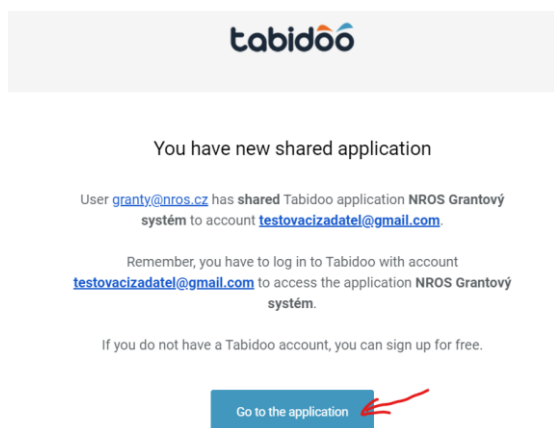 tabidoo
You have new shared application
User granty@nros.cz has shared Tabidoo application NROS Grantový
systém to account testovacizadatel@gmail.com.
Remember, you have to log in to Tabidoo with account
testovacizadatel@gmail.com to access the application NROS Grantový
systém.
If you do not have a Tabidoo account, you can sign up for free.
Go to the application